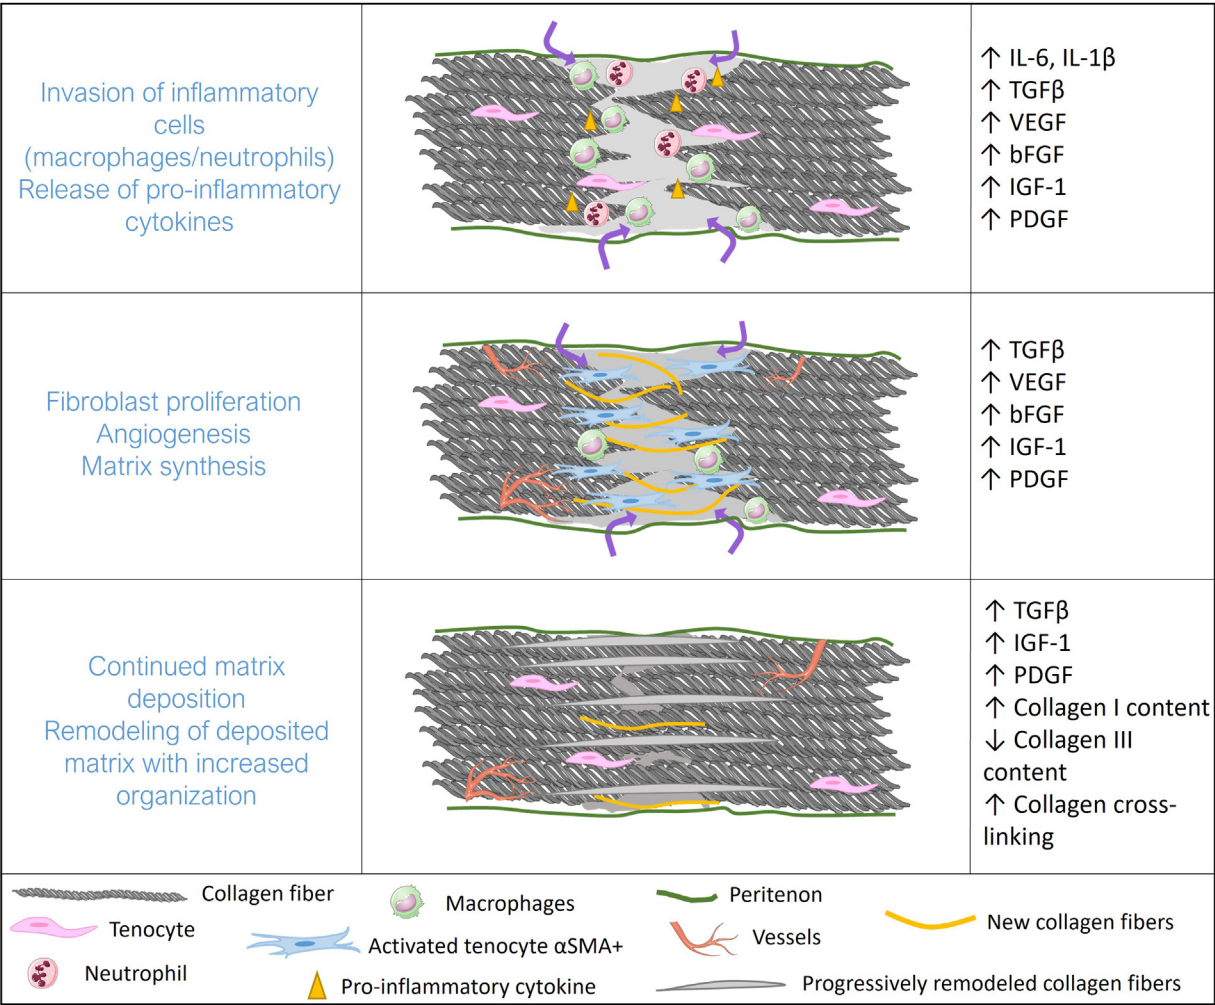 Invasion of inflammatory
cells
(macrophages/neutrophils)
Release of pro-inflammatory
cytokines
↑ IL-6, IL-1β
↑ TGFβ
↑ VEGF
↑ bFGF
↑ IGF-1
↑ PDGF
Fibroblast proliferation
Angiogenesis
Matrix synthesis
↑ TGFβ
↑ VEGF
↑ bFGF
↑ IGF-1
↑ PDGF
Continued matrix
deposition
Remodeling of deposited
matrix with increased
organization
↑ TGFβ
↑ IGF-1
↑ PDGF
↑ Collagen I content
↓ Collagen III
content
↑ Collagen cross-
linking
Collagen fiber
Macrophages
Peritenon
New collagen fibers
Tenocyte
Activated tenocyte αSMA+
Vessels
Neutrophil
Pro-inflammatory cytokine
Progressively remodeled collagen fibers